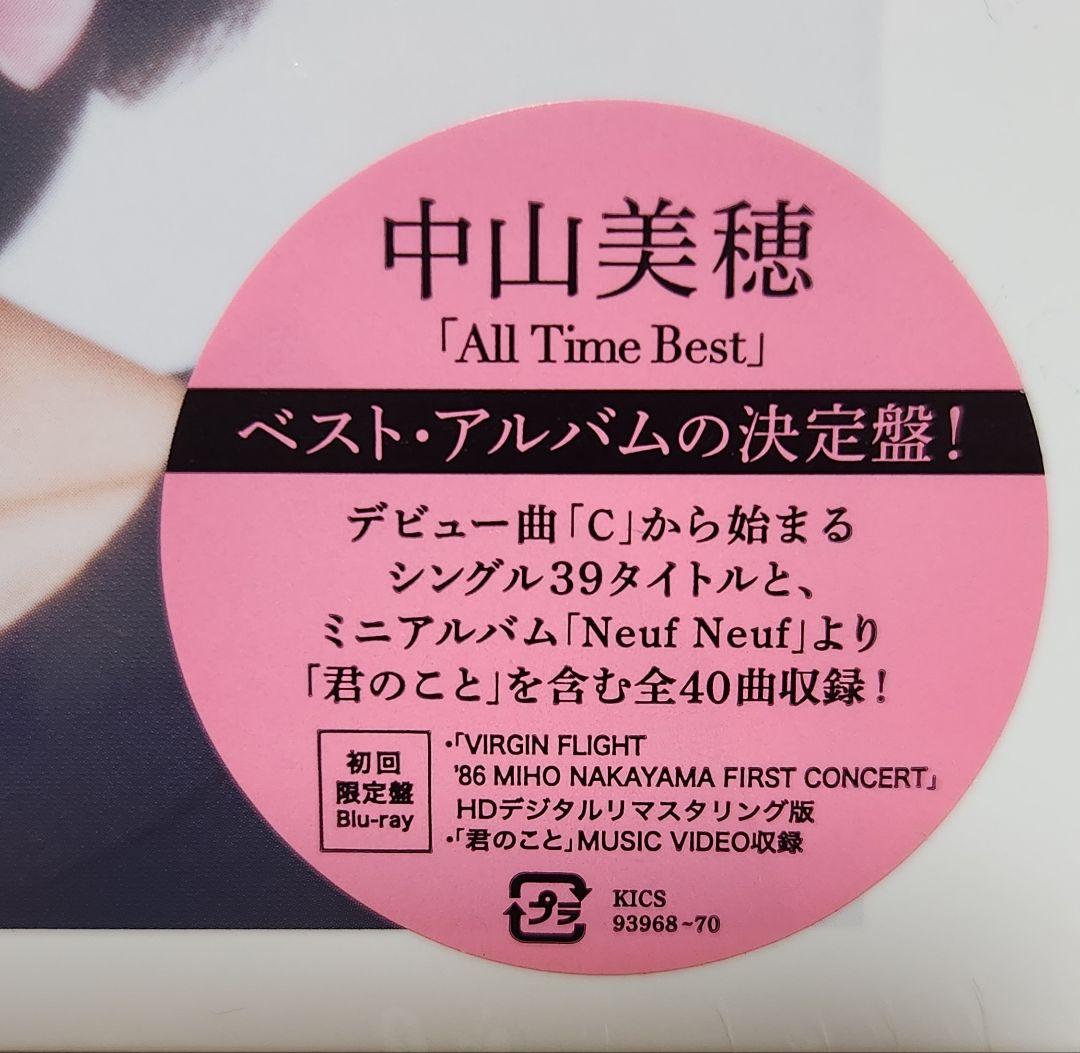 中山美穂
「All Time Best」
ベスト・アルバムの決定盤!
デビュー曲「C」から始まる
シングル39タイトルと、
ミニアルバム「Neuf Neuf」より
「君のこと」を含む全40曲収録!
初回
限定盤
Blu-ray
・「VIRGIN FLIGHT
'86 MIHO NAKAYAMA FIRST CONCERT」
HDデジタルリマスタリング版
・「君のこと」MUSIC VIDEO収録
プラ
KICS
93968~70